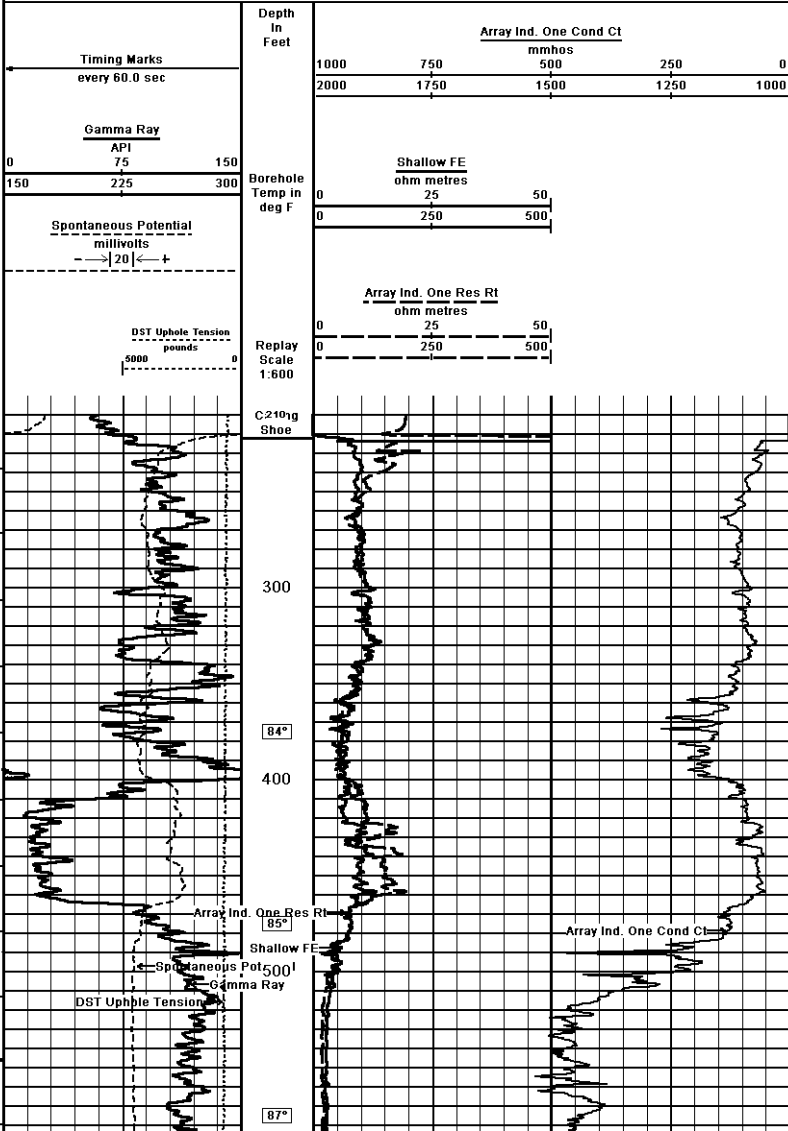 Depth
In
Feet
Array Ind. One Cond Ct
mmhos
1000 750 500 250 0
2000 1750 1500 1250 1000
Timing Marks
every 60.0 sec
Gamma Ray
API
0 75 150
150 225 300
Borehole
Temp in
deg F
Shallow FE
ohm metres
0 25 50
0 250 500
Spontaneous Potential
millivolts
20
Array Ind. One Res Rt
ohm metres
0 25 50
0 250 500
DST Uphole Tension
pounds
5000 0
Replay
Scale
1:600
210
Shoe
300
84°
400
Array Ind. One Res Rt
85°
Array Ind. One Cond Ct
Shallow FE
500
Gamma Ray
DST Uphole Tension
87°